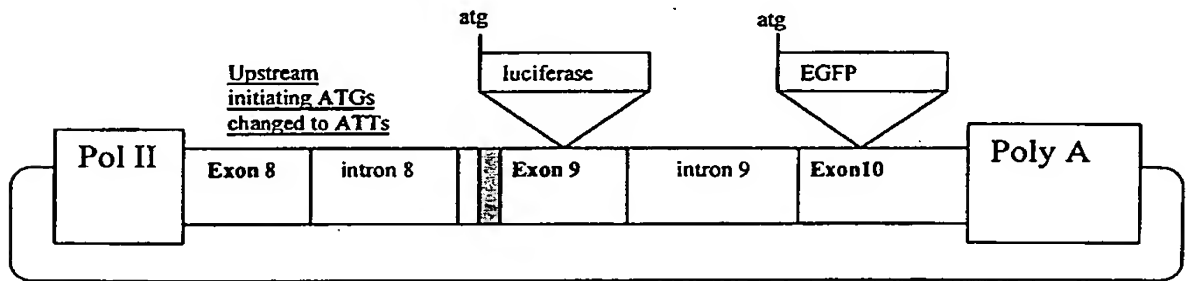 atg
atg
luciferase
EGFP
Upstream
initiating ATGs
changed to ATTs
Pol II
Exon 8
intron 8
Exon 9
intron 9
Exon10
Poly A